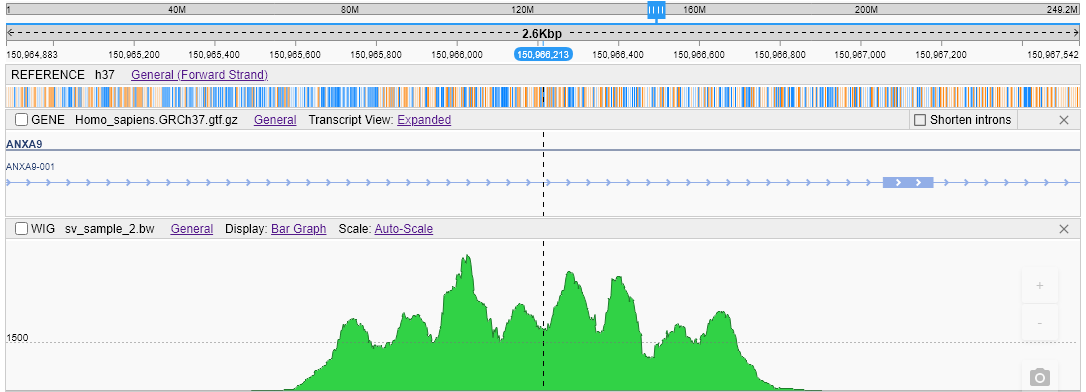 1 40M 80M 120M 160M 200M 249.2M
2.6Kbp
150,964,883 150,965,200 150,965,400 150,965,600 150,965,800 150,966,000 150,966,213 150,966,400 150,966,600 150,966,800 150,967,000 150,967,200 150,967,542
REFERENCE h37 General (Forward Strand)
GENE Homo_sapiens.GRCh37.gtf.gz General Transcript View: Expanded Shorten introns
ANXA9
ANXA9-001
WIG sv_sample_2.bw General Display: Bar Graph Scale: Auto-Scale
1500